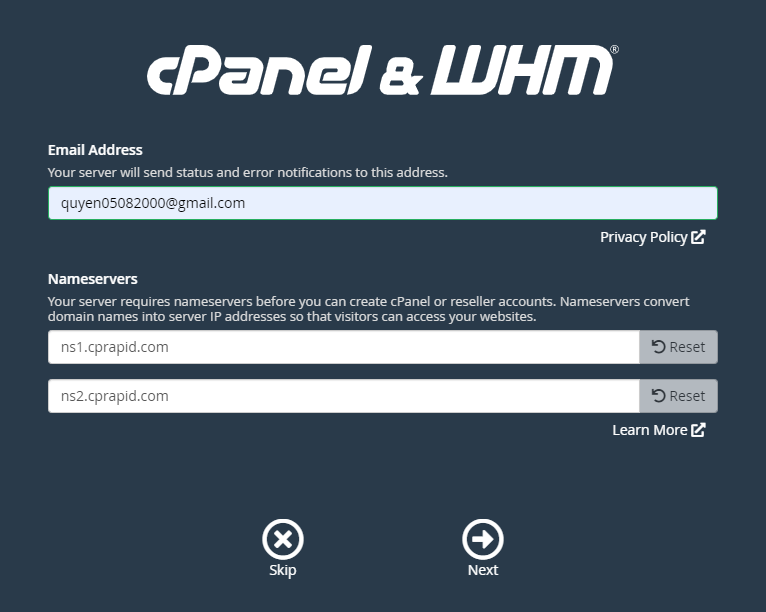 cPanel & WHM®
Email Address
Your server will send status and error notifications to this address.
quyen05082000@gmail.com
Privacy Policy
Nameservers
Your server requires nameservers before you can create cPanel or reseller accounts. Nameservers convert
domain names into server IP addresses so that visitors can access your websites.
ns1.cprapid.com Reset
ns2.cprapid.com Reset
Learn More
Skip Next